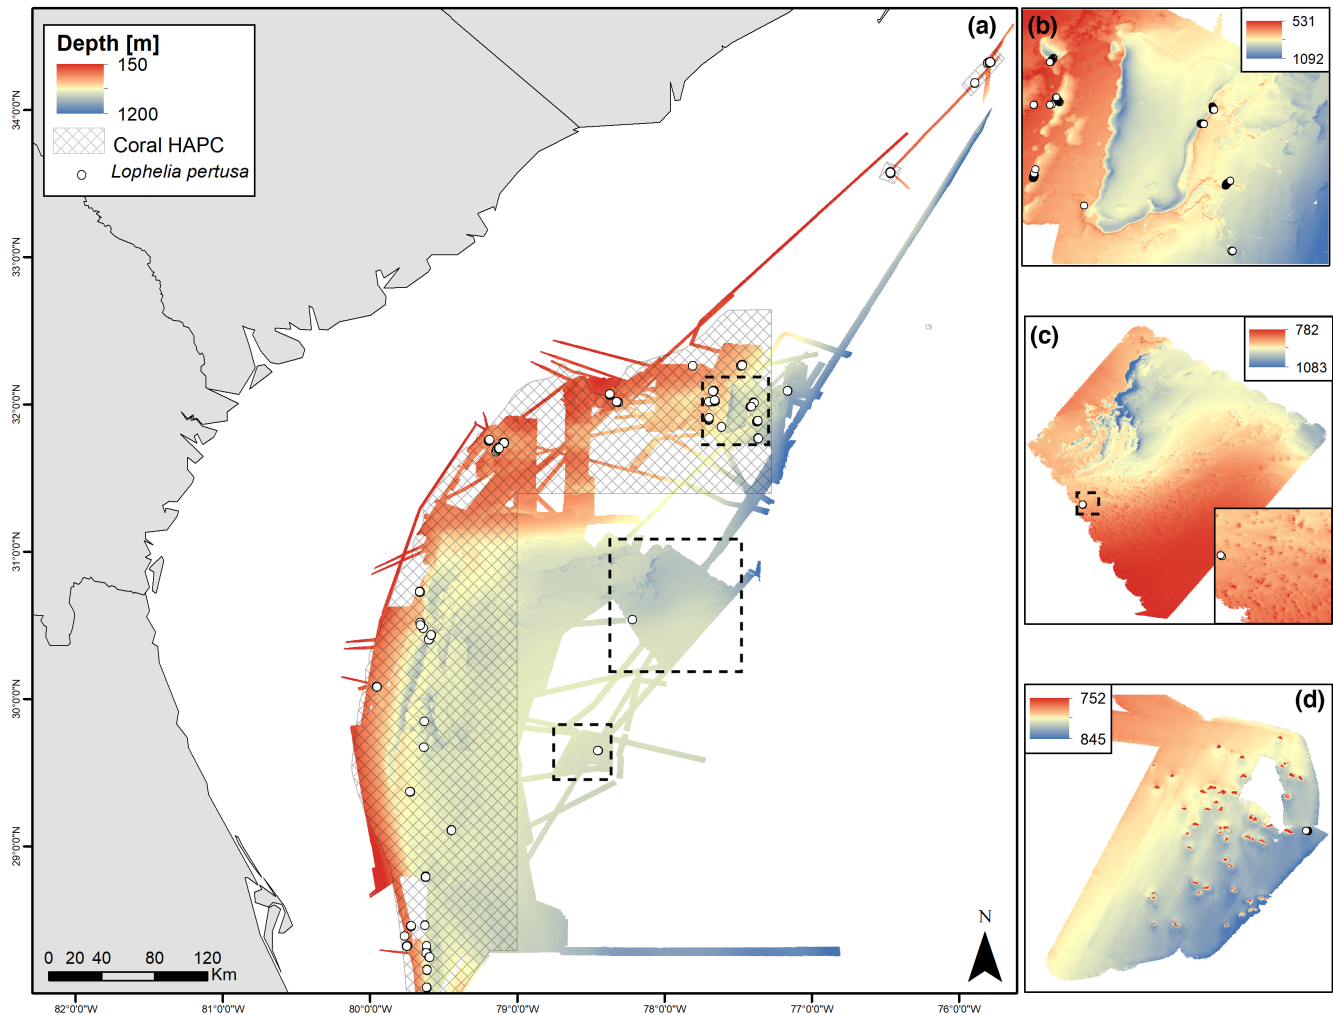 (a)
Depth [m]
150
1200
Coral HAPC
Lophelia pertusa
34°0'0"N
33°0'0"N
32°0'0"N
31°0'0"N
30°0'0"N
29°0'0"N
0 20 40 80 120
Km
N
82°0'0"W 81°0'0"W 80°0'0"W 79°0'0"W 78°0'0"W 77°0'0"W 76°0'0"W
(b)
531
1092
(c)
782
1083
(d)
752
845